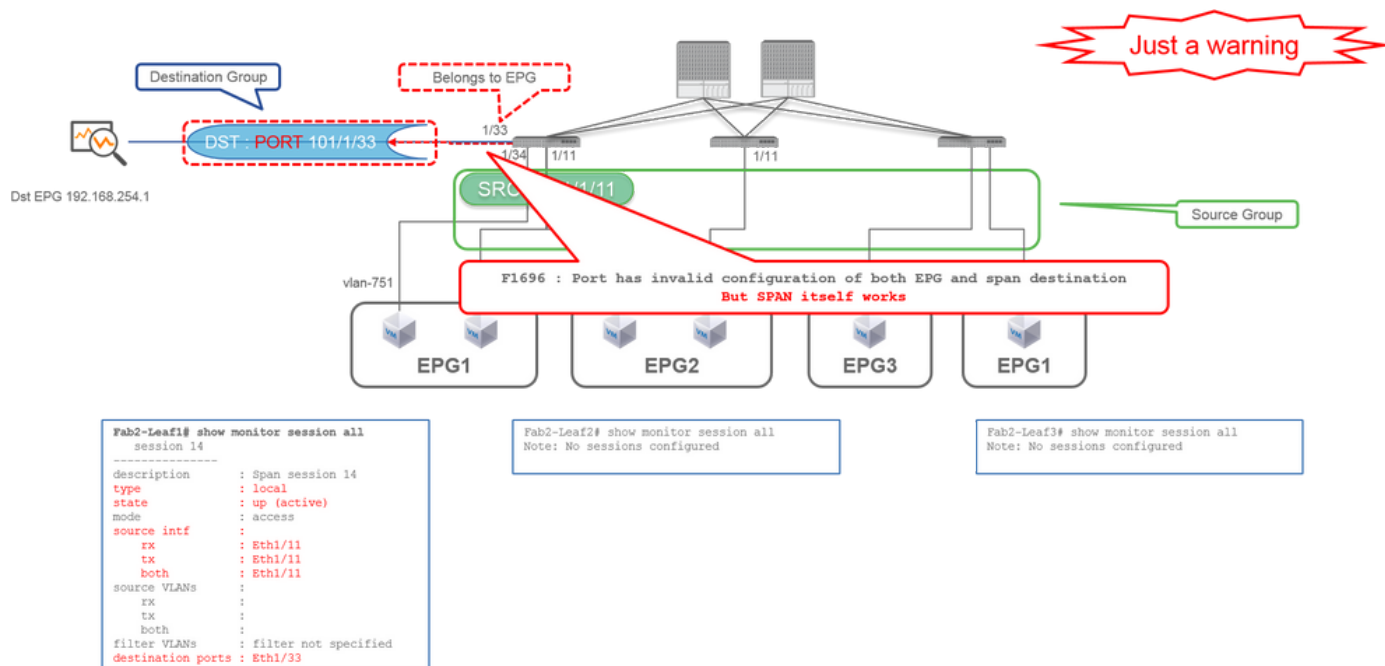 Just a warning
Destination Group
Belongs to EPG
1/33
DST : PORT 101/1/33
1/34
1/11
1/11
Dst EPG 192.168.254.1
SRC
/1/11
Source Group
F1696 : Port has invalid configuration of both EPG and span destination
But SPAN itself works
vlan-751
VM
VM
VM
VM
VM
VM
EPG1
EPG2
EPG3
EPG1
Fab2-Leaf1# show monitor session all
session 14
---------------
description : Span session 14
type : local
state : up (active)
mode : access
source intf :
rx : Eth1/11
tx : Eth1/11
both : Eth1/11
source VLANs :
rx :
tx :
both :
filter VLANs : filter not specified
destination ports : Eth1/33
Fab2-Leaf2# show monitor session all
Note: No sessions configured
Fab2-Leaf3# show monitor session all
Note: No sessions configured